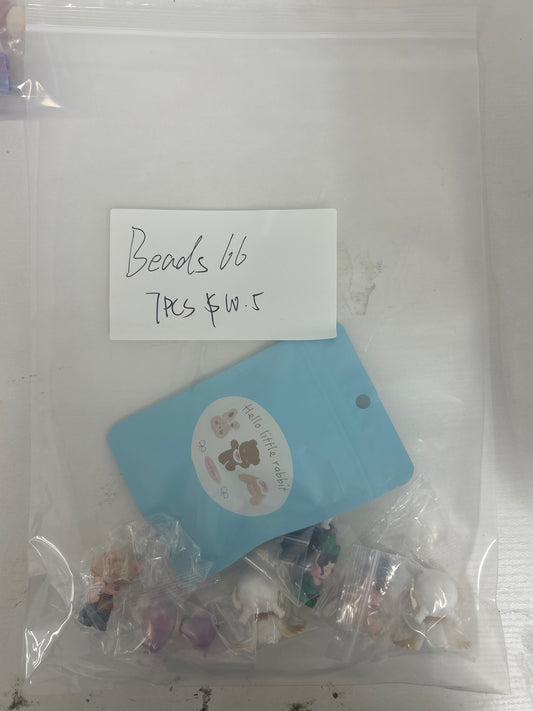 Beads 66
7PCS $10.5
Hello little rabbit